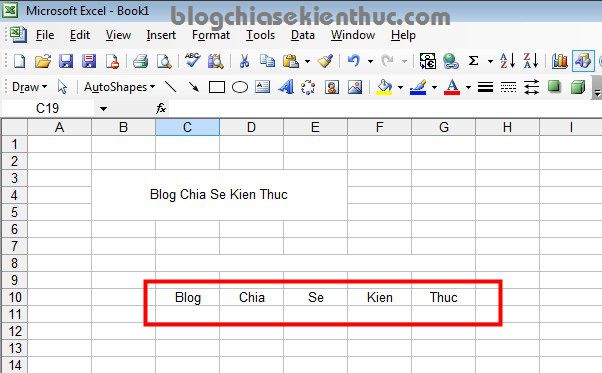 Microsoft Excel - Book1
blogchiasekienthuc.com
File Edit View Insert Format Tools Data Window Help
Draw AutoShapes
C19 fx
A B C D E F G H I
1
2
3
4 Blog Chia Se Kien Thuc
5
6
7
8
9
10 Blog Chia Se Kien Thuc
11
12
13
14